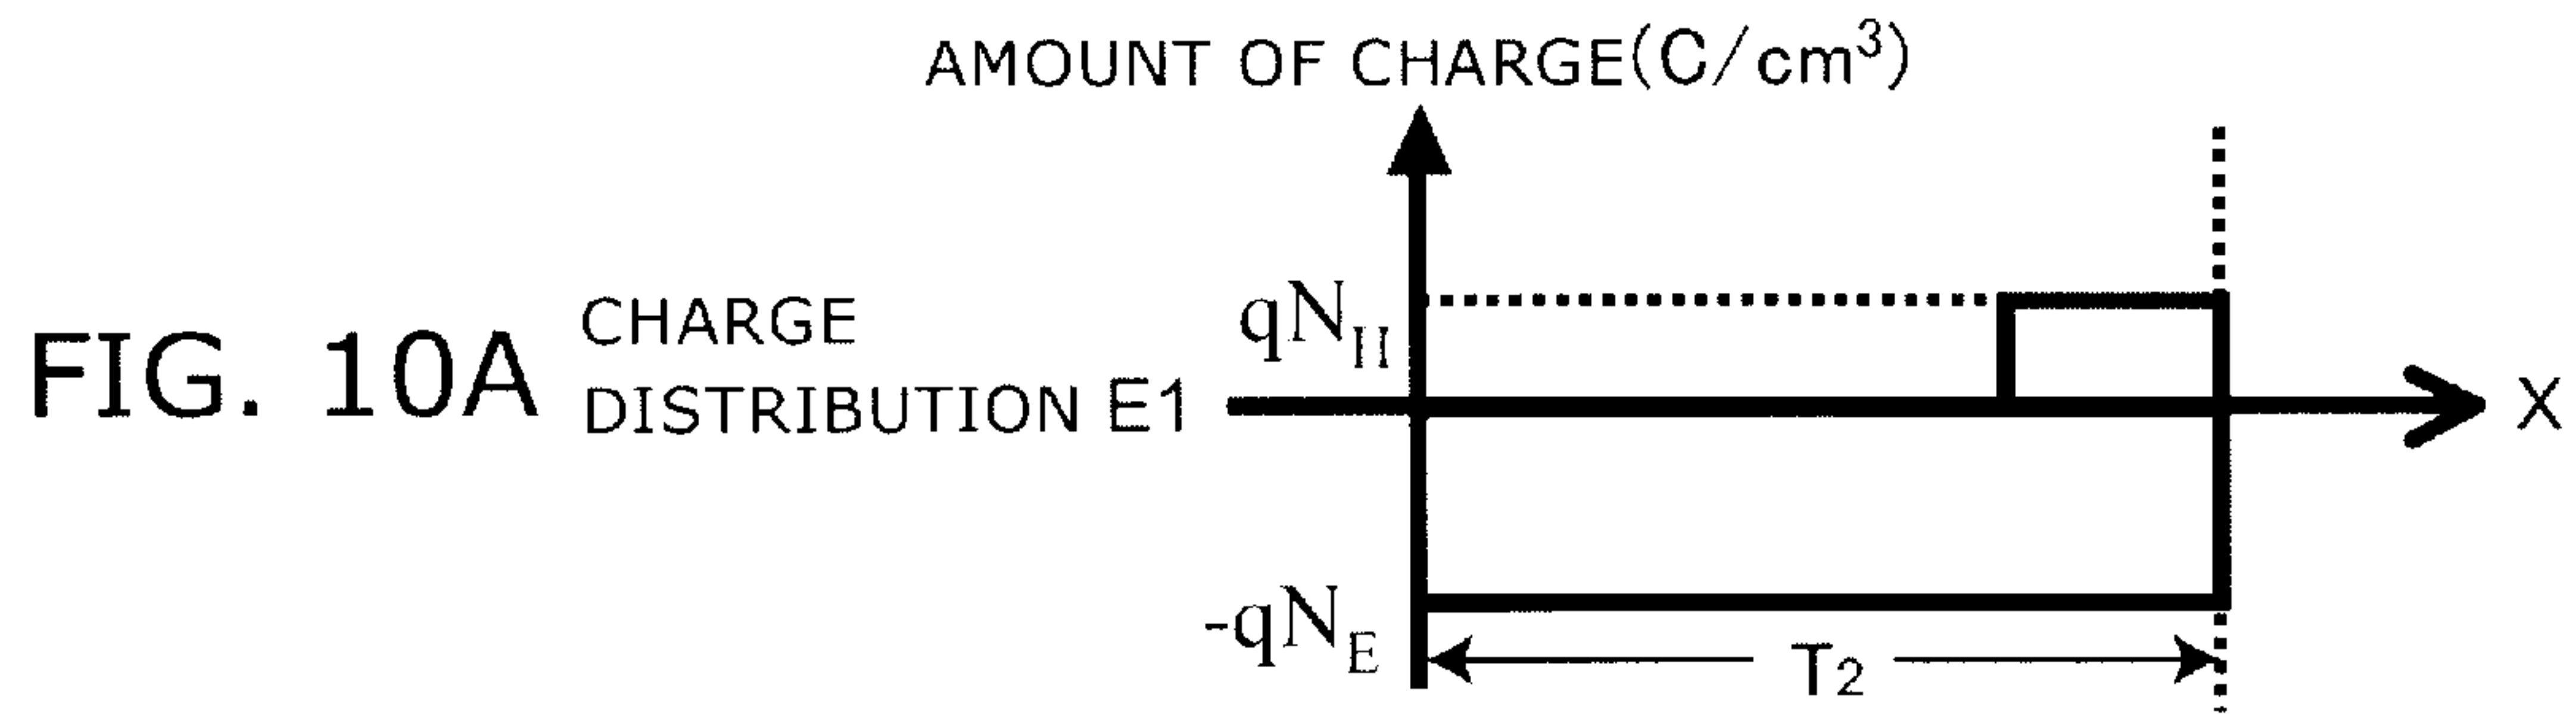 AMOUNT OF CHARGE(C/cm³)
FIG. 10A
CHARGE
DISTRIBUTION E1
qN_H
X
-qN_E
T2